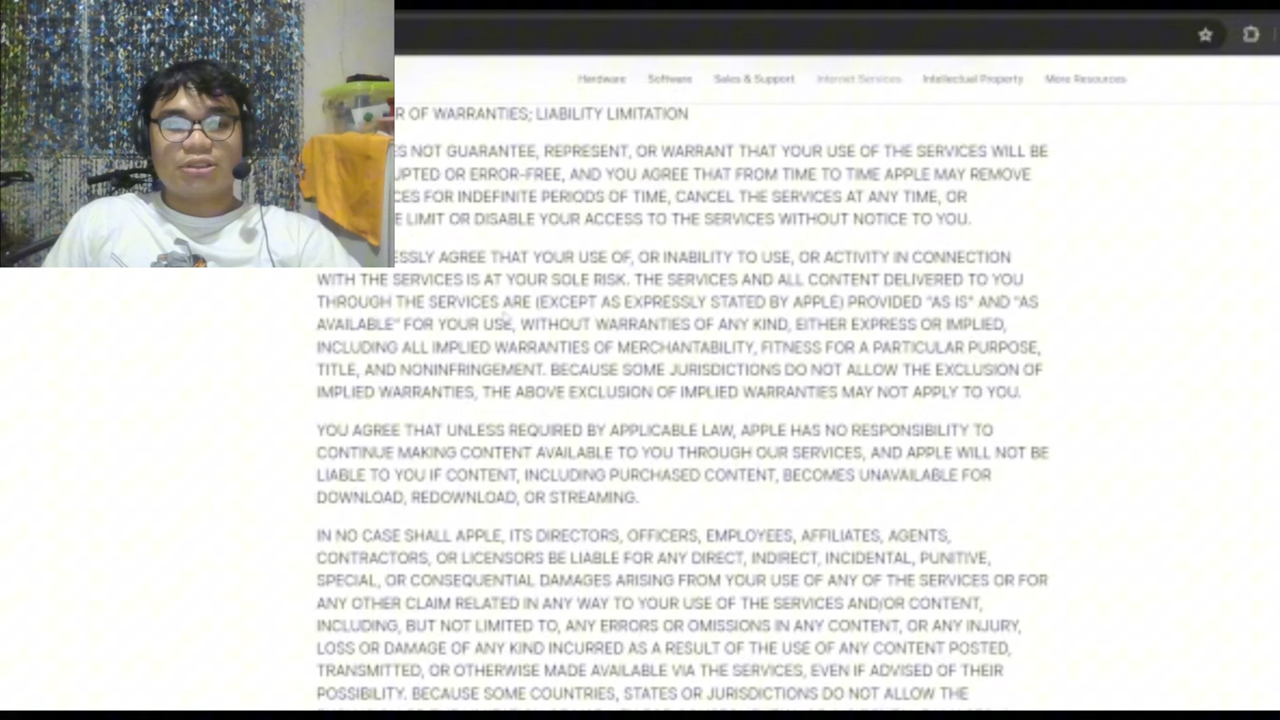 Hardware Software Sales & Support Internet Services Intellectual Property More Resources
R OF WARRANTIES; LIABILITY LIMITATION
ES NOT GUARANTEE, REPRESENT, OR WARRANT THAT YOUR USE OF THE SERVICES WILL BE
UPTED OR ERROR-FREE, AND YOU AGREE THAT FROM TIME TO TIME APPLE MAY REMOVE
CES FOR INDEFINITE PERIODS OF TIME, CANCEL THE SERVICES AT ANY TIME, OR
E LIMIT OR DISABLE YOUR ACCESS TO THE SERVICES WITHOUT NOTICE TO YOU.
ESSLY AGREE THAT YOUR USE OF, OR INABILITY TO USE, OR ACTIVITY IN CONNECTION
WITH THE SERVICES IS AT YOUR SOLE RISK. THE SERVICES AND ALL CONTENT DELIVERED TO YOU
THROUGH THE SERVICES ARE (EXCEPT AS EXPRESSLY STATED BY APPLE) PROVIDED "AS IS" AND "AS
AVAILABLE" FOR YOUR USE, WITHOUT WARRANTIES OF ANY KIND, EITHER EXPRESS OR IMPLIED,
INCLUDING ALL IMPLIED WARRANTIES OF MERCHANTABILITY, FITNESS FOR A PARTICULAR PURPOSE,
TITLE, AND NONINFRINGEMENT. BECAUSE SOME JURISDICTIONS DO NOT ALLOW THE EXCLUSION OF
IMPLIED WARRANTIES, THE ABOVE EXCLUSION OF IMPLIED WARRANTIES MAY NOT APPLY TO YOU.
YOU AGREE THAT UNLESS REQUIRED BY APPLICABLE LAW, APPLE HAS NO RESPONSIBILITY TO
CONTINUE MAKING CONTENT AVAILABLE TO YOU THROUGH OUR SERVICES, AND APPLE WILL NOT BE
LIABLE TO YOU IF CONTENT, INCLUDING PURCHASED CONTENT, BECOMES UNAVAILABLE FOR
DOWNLOAD, REDOWNLOAD, OR STREAMING.
IN NO CASE SHALL APPLE, ITS DIRECTORS, OFFICERS, EMPLOYEES, AFFILIATES, AGENTS,
CONTRACTORS, OR LICENSORS BE LIABLE FOR ANY DIRECT, INDIRECT, INCIDENTAL, PUNITIVE,
SPECIAL, OR CONSEQUENTIAL DAMAGES ARISING FROM YOUR USE OF ANY OF THE SERVICES OR FOR
ANY OTHER CLAIM RELATED IN ANY WAY TO YOUR USE OF THE SERVICES AND/OR CONTENT,
INCLUDING, BUT NOT LIMITED TO, ANY ERRORS OR OMISSIONS IN ANY CONTENT, OR ANY INJURY,
LOSS OR DAMAGE OF ANY KIND INCURRED AS A RESULT OF THE USE OF ANY CONTENT POSTED,
TRANSMITTED, OR OTHERWISE MADE AVAILABLE VIA THE SERVICES, EVEN IF ADVISED OF THEIR
POSSIBILITY. BECAUSE SOME COUNTRIES, STATES OR JURISDICTIONS DO NOT ALLOW THE